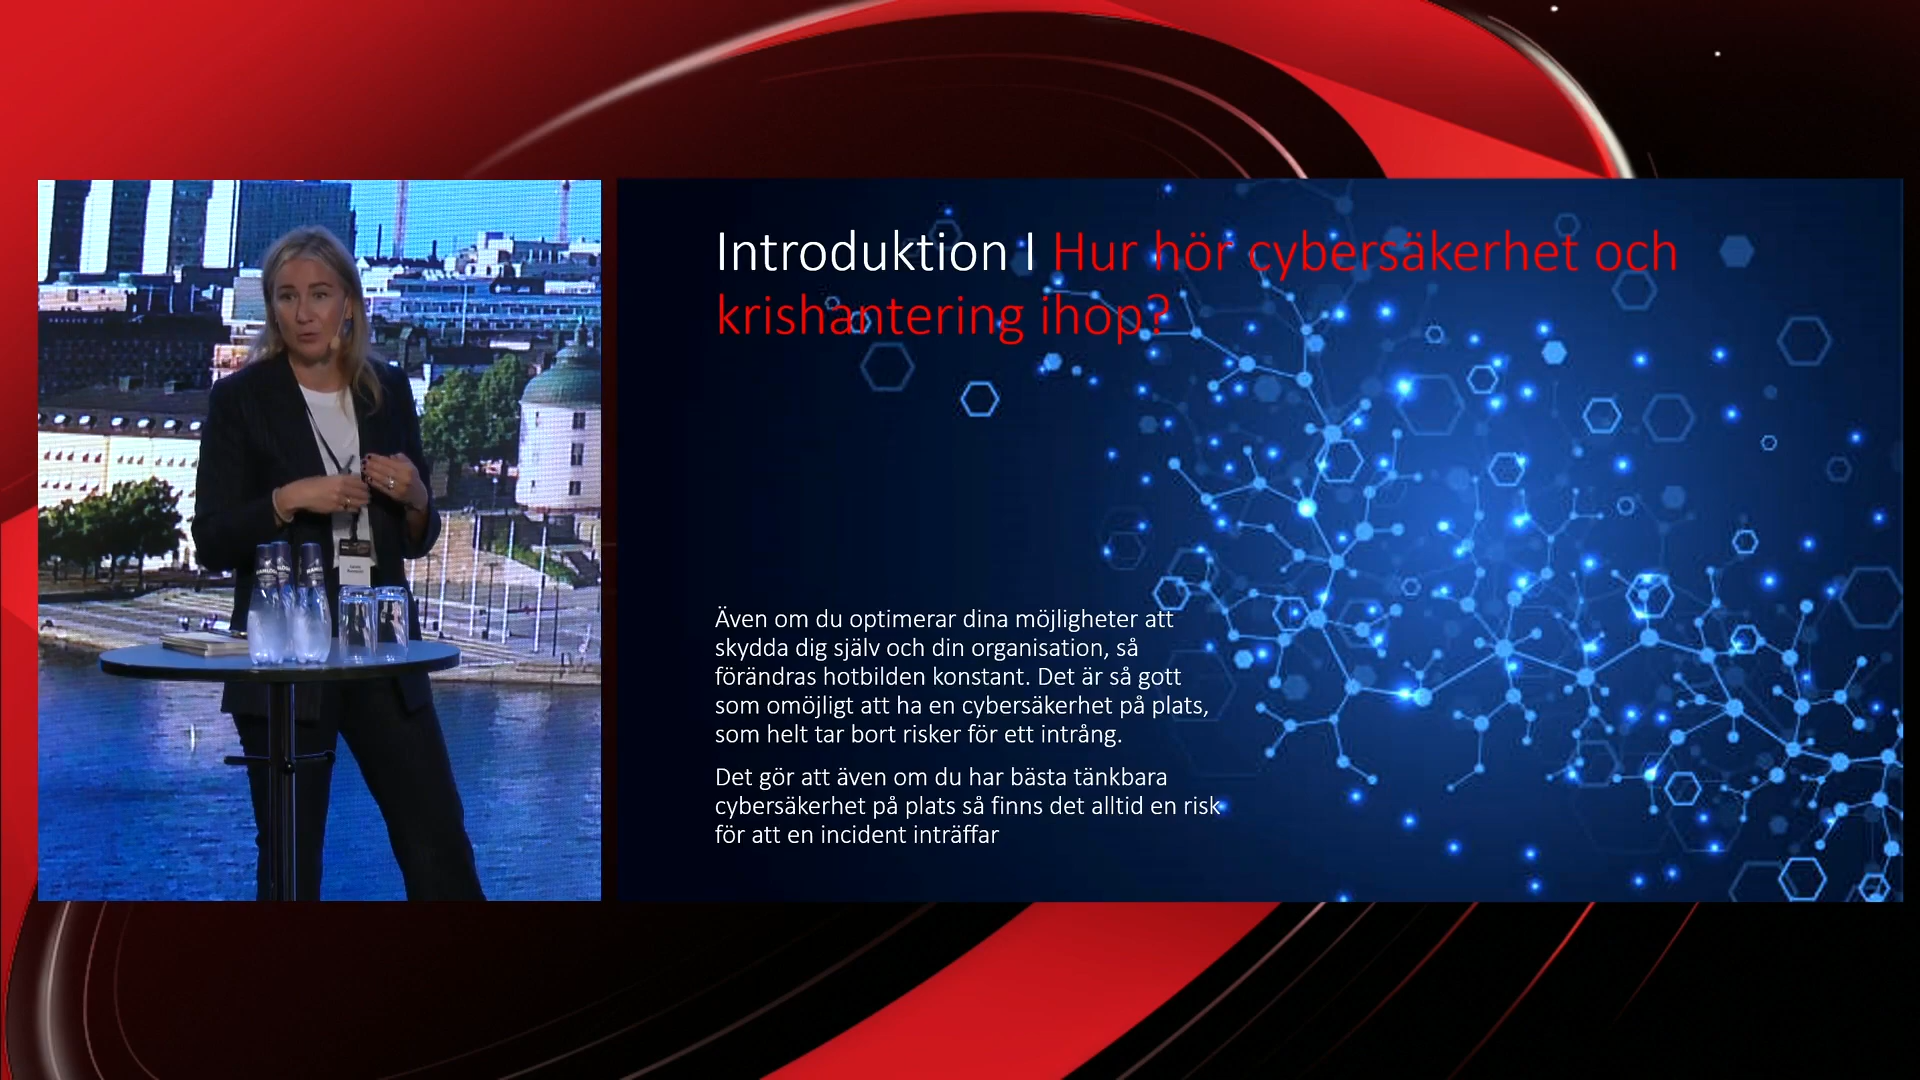 Introduktion I Hur hör cybersäkerhet och
krishantering ihop?
Även om du optimerar dina möjligheter att
skydda dig själv och din organisation, så
förändras hotbilden konstant. Det är så gott
som omöjligt att ha en cybersäkerhet på plats,
som helt tar bort risker för ett intrång.
Det gör att även om du har bästa tänkbara
cybersäkerhet på plats så finns det alltid en risk
för att en incident inträffar